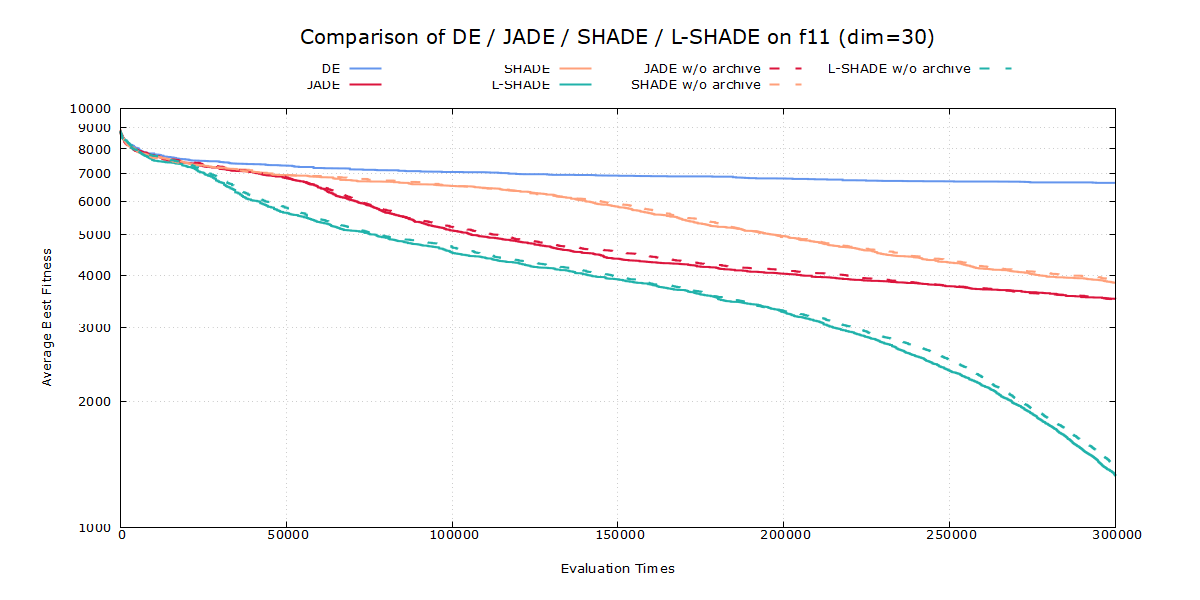 Comparison of DE / JADE / SHADE / L-SHADE on f11 (dim=30)
DE SHADE JADE w/o archive L-SHADE w/o archive
JADE L-SHADE SHADE w/o archive
10000
9000
8000
7000
6000
5000
4000
3000
2000
1000
Average Best Fitness
0 50000 100000 150000 200000 250000 300000
Evaluation Times